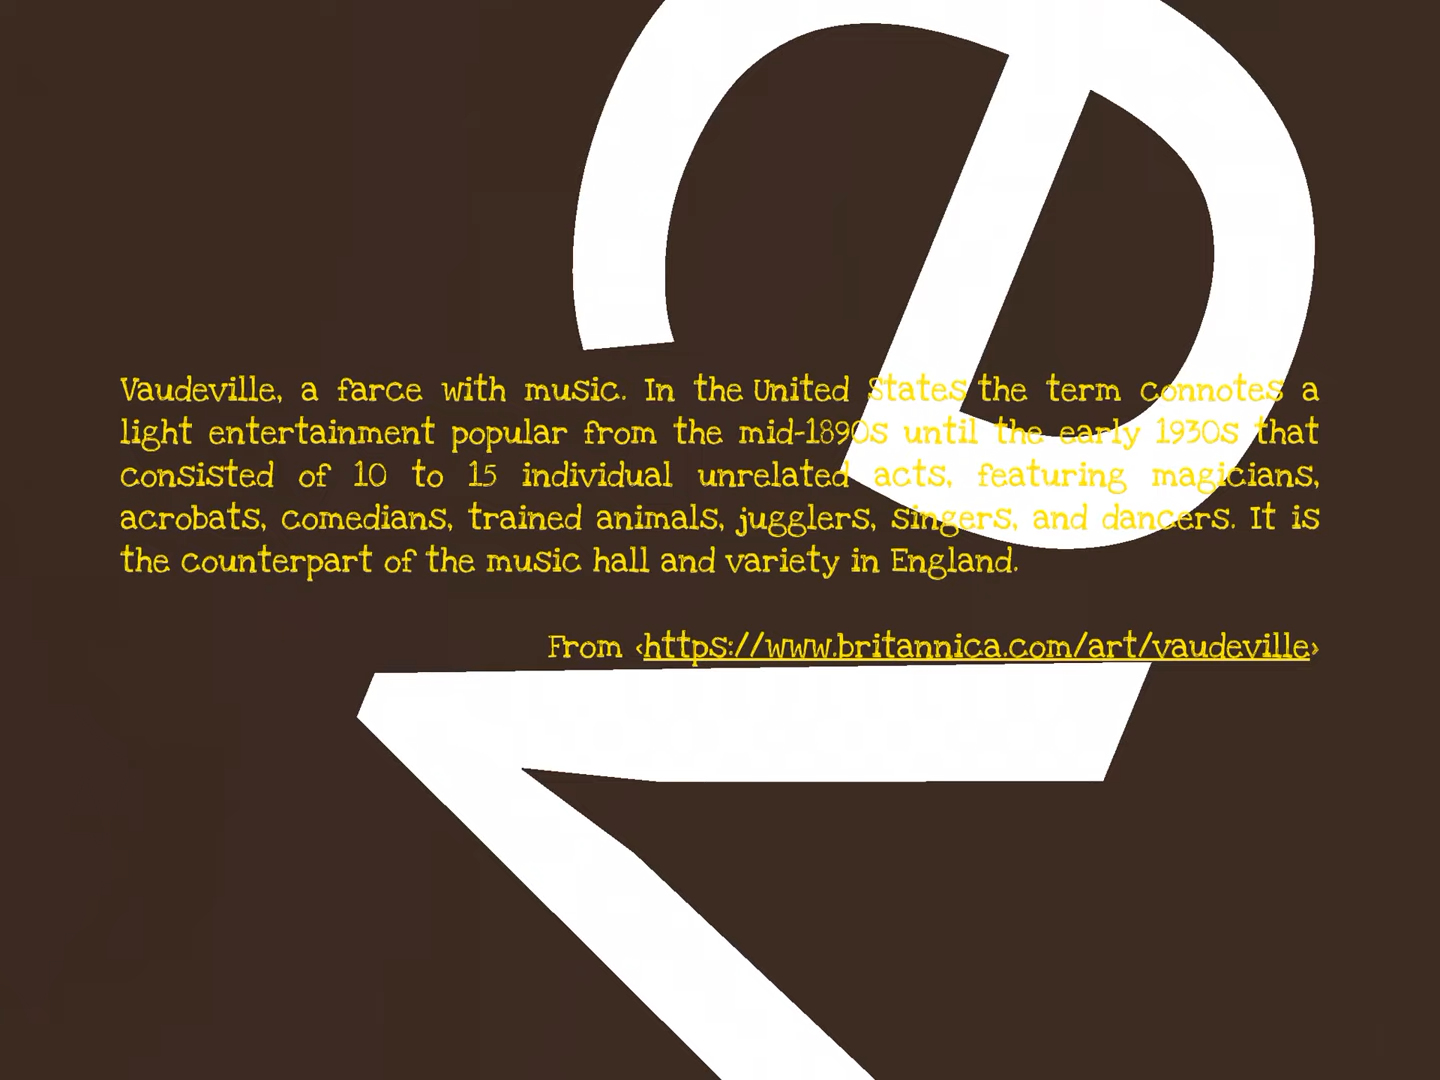 Vaudeville, a farce with music. In the United States the term connotes a
light entertainment popular from the mid-1890s until the early 1930s that
consisted of 10 to 15 individual unrelated acts, featuring magicians,
acrobats, comedians, trained animals, jugglers, singers, and dancers. It is
the counterpart of the music hall and variety in England.
From <https://www.britannica.com/art/vaudeville>